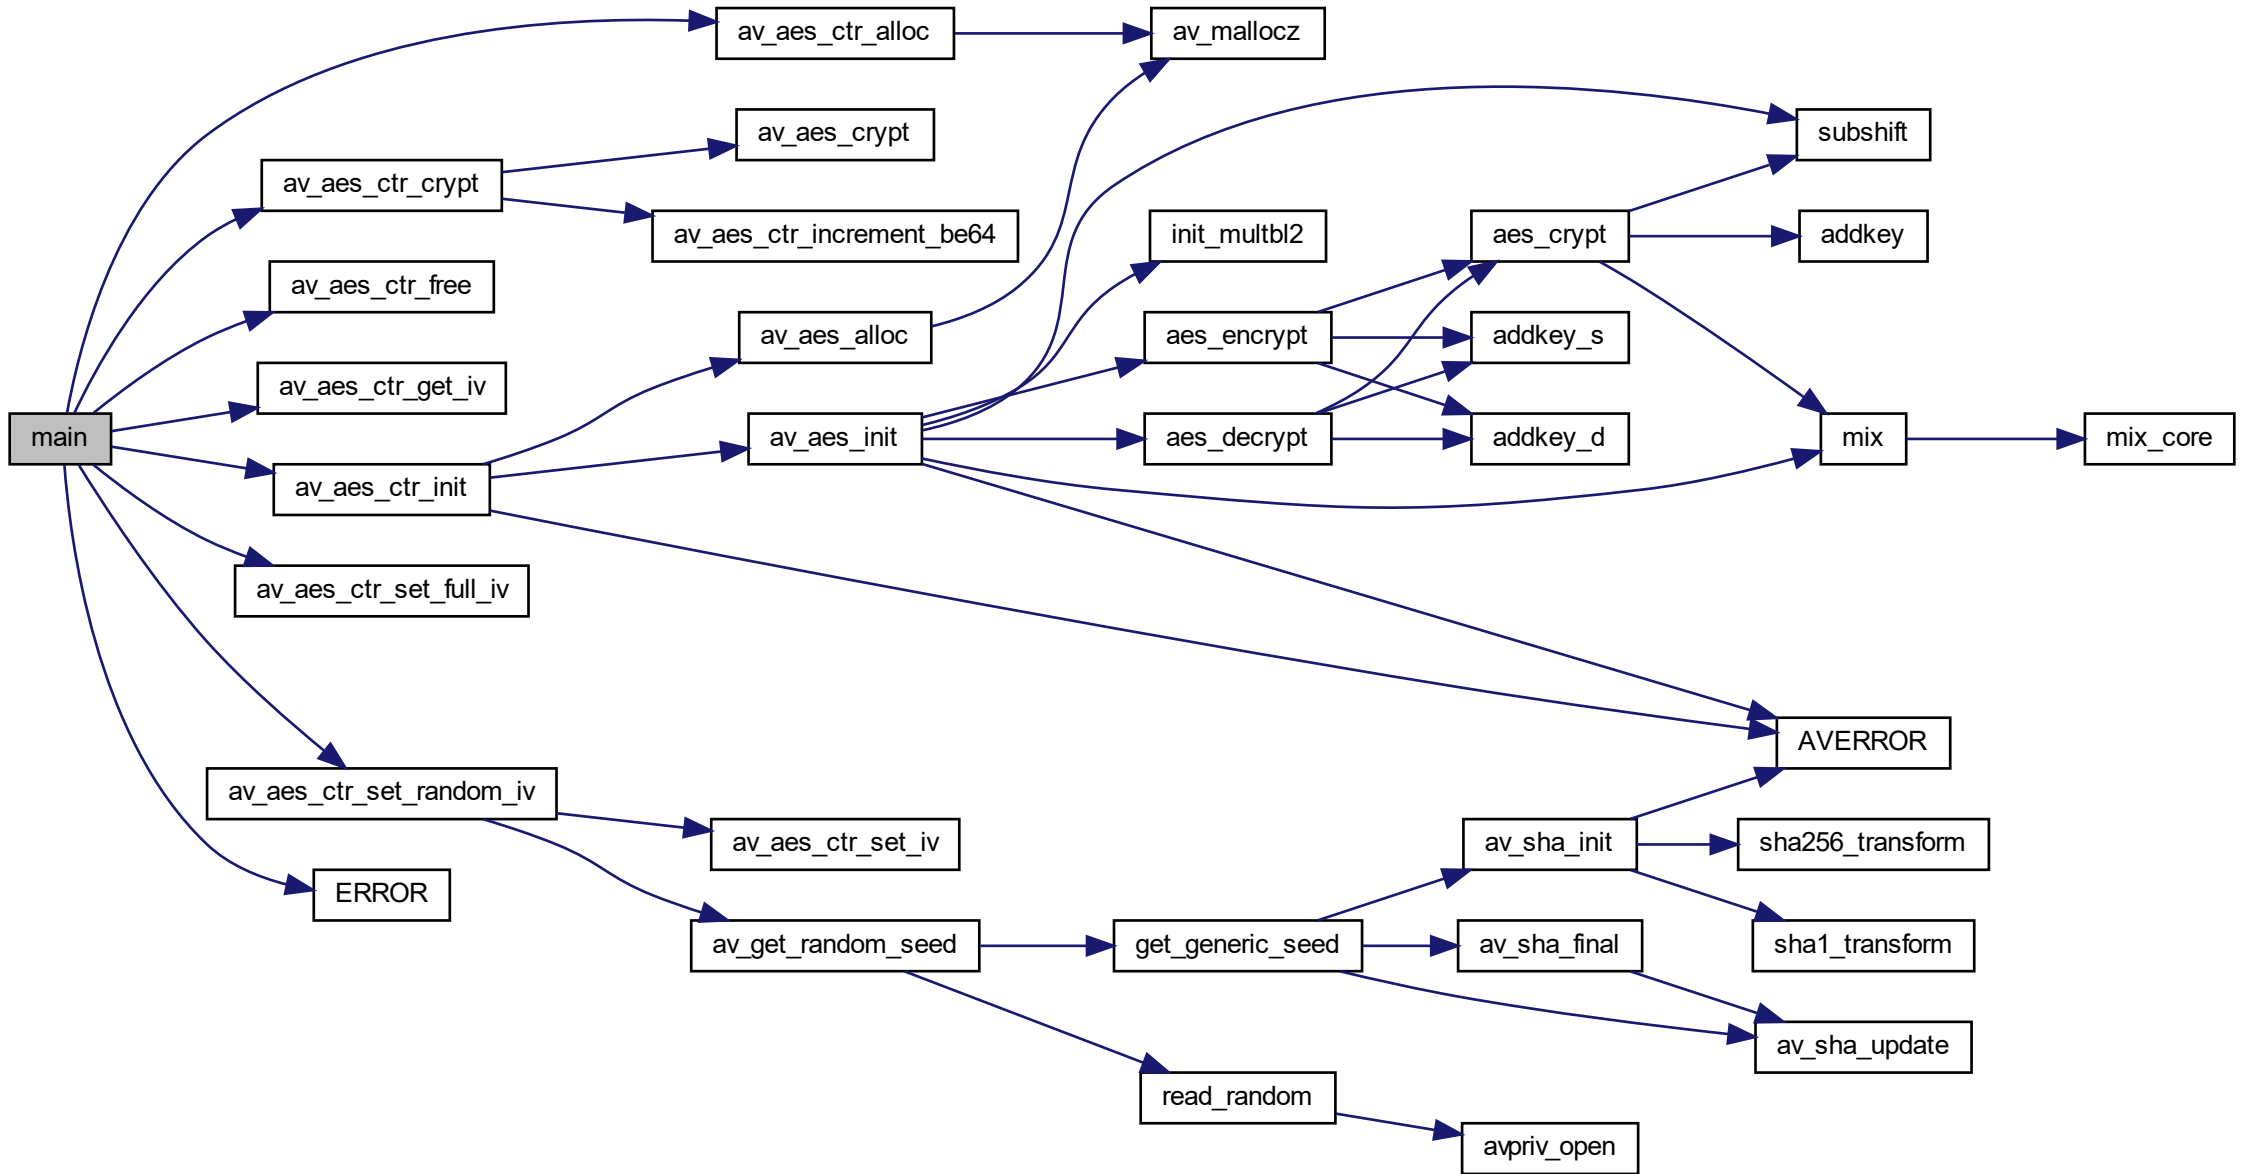 av_aes_ctr_alloc
av_mallocz
av_aes_crypt
subshift
av_aes_ctr_crypt
av_aes_ctr_increment_be64
init_multbl2
aes_crypt
addkey
av_aes_ctr_free
av_aes_alloc
aes_encrypt
addkey_s
av_aes_ctr_get_iv
main
av_aes_init
aes_decrypt
addkey_d
mix
mix_core
av_aes_ctr_init
av_aes_ctr_set_full_iv
AVERROR
av_aes_ctr_set_random_iv
av_aes_ctr_set_iv
av_sha_init
sha256_transform
ERROR
av_get_random_seed
get_generic_seed
av_sha_final
sha1_transform
av_sha_update
read_random
avpriv_open